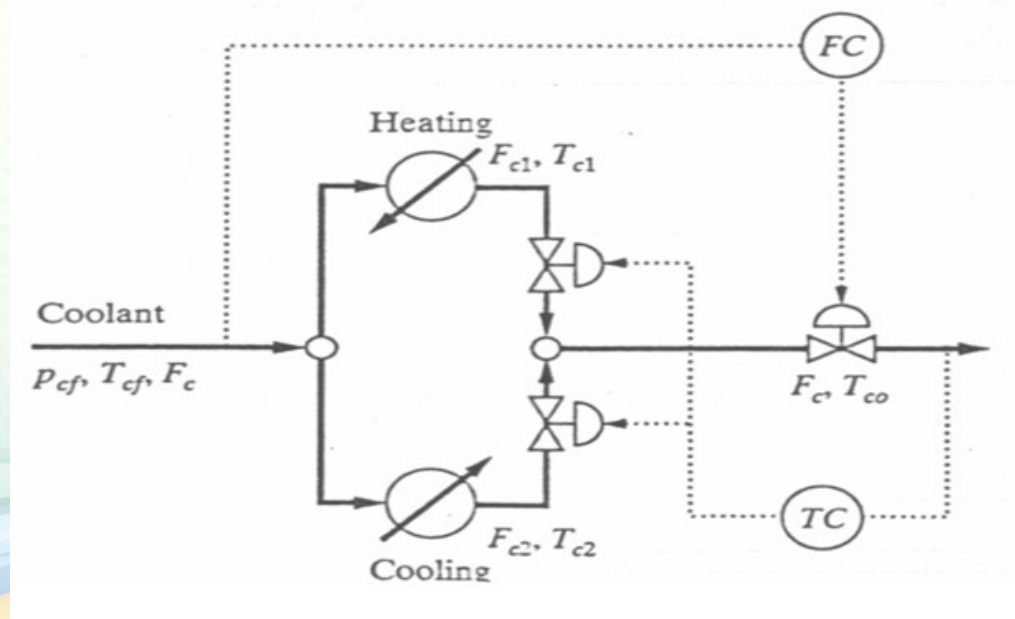 FC
Heating
F_c1, T_c1
Coolant
P_cf, T_cf, F_c
F_c, T_co
TC
F_c2, T_c2
Cooling